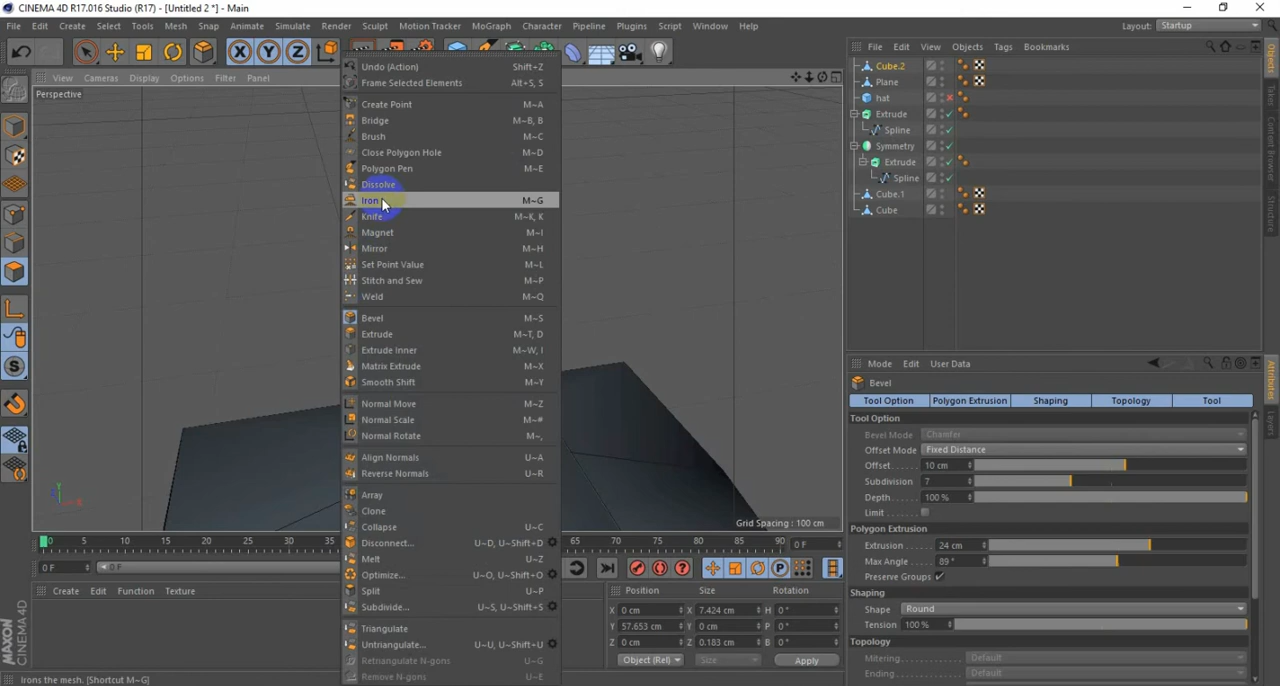 CINEMA 4D R17.016 Studio (R17) - [Untitled 2 *] - Main
File Edit Create Select Tools Mesh Snap Animate Simulate Render Sculpt Motion Tracker MoGraph Character Pipeline Plugins Script Window Help Layout: Startup
View Cameras Display Options Filter Panel
Perspective
Undo (Action) Shift+Z
Frame Selected Elements Alt+S, S
Create Point M~A
Bridge M~B, B
Brush M~C
Close Polygon Hole M~D
Polygon Pen M~E
Dissolve
Iron M~G
Knife M~K, K
Magnet M~I
Mirror M~H
Set Point Value M~L
Stitch and Sew M~P
Weld M~Q
Bevel M~S
Extrude M~T, D
Extrude Inner M~W, I
Matrix Extrude M~X
Smooth Shift M~Y
Normal Move M~Z
Normal Scale M~#
Normal Rotate M~,
Align Normals U~A
Reverse Normals U~R
Array
Clone
Collapse U~C
Disconnect... U~D, U~Shift+D
Melt U~Z
Optimize... U~O, U~Shift+O
Split U~P
Subdivide... U~S, U~Shift+S
Triangulate
Untriangulate... U~U, U~Shift+U
Retriangulate N-gons U~G
Remove N-gons U~E
File Edit View Objects Tags Bookmarks
Cube.2
Plane
hat
Extrude
Spline
Symmetry
Extrude
Spline
Cube.1
Cube
Objects
Takes
Content Browser
Structure
Mode Edit User Data
Bevel
Tool Option Polygon Extrusion Shaping Topology Tool
Tool Option
Bevel Mode Chamfer
Offset Mode Fixed Distance
Offset..... 10 cm
Subdivision 7
Depth..... 100 %
Limit......
Polygon Extrusion
Extrusion..... 24 cm
Max Angle.. 89 °
Preserve Groups
Shaping
Shape Round
Tension 100 %
Topology
Mitering.... Default
Ending..... Default
Attributes
Layers
Y
X
Z
Grid Spacing : 100 cm
0 5 10 15 20 25 30 35 65 70 75 80 85 90 0 F
0 F 0 F
Create Edit Function Texture
Position Size Rotation
X 0 cm X 7.424 cm H 0 °
Y 57.653 cm Y 0 cm P 0 °
Z 0 cm Z 0.183 cm B 0 °
Object (Rel) Size Apply
MAXON
CINEMA 4D
Irons the mesh. [Shortcut M~G]